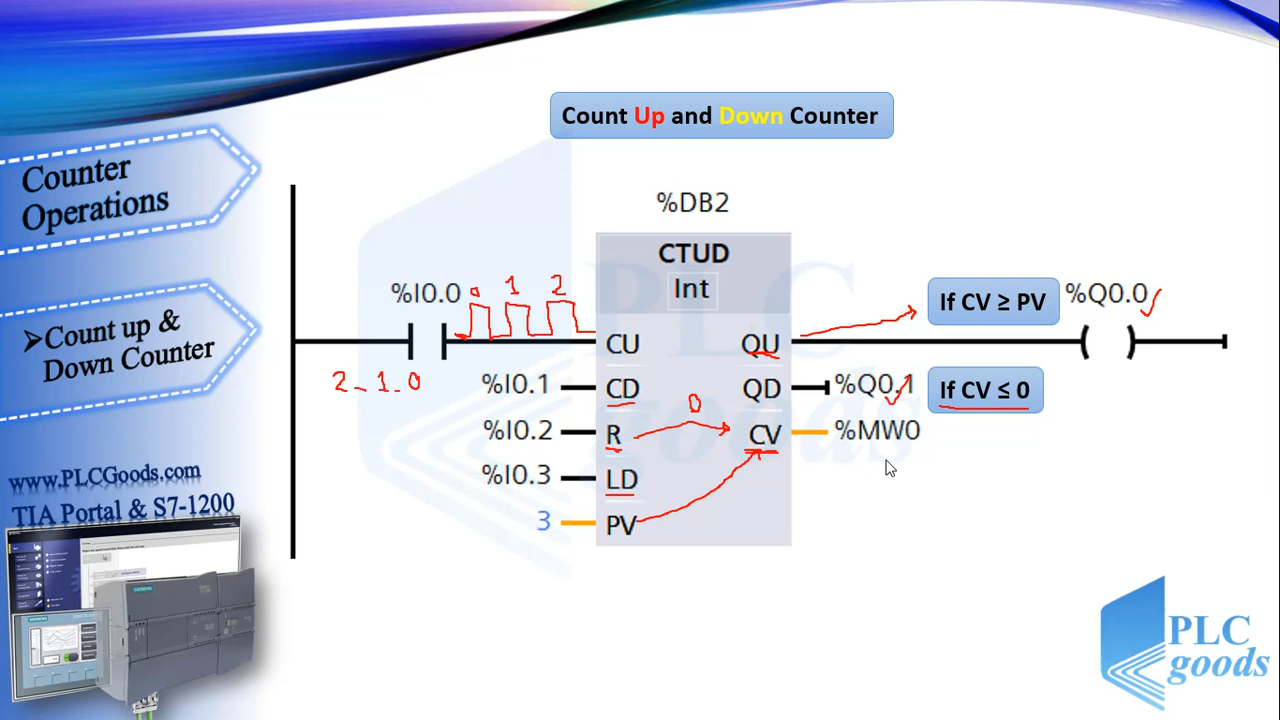 Count Up and Down Counter
Counter
Operations
➢Count up &
Down Counter
www.PLCGoods.com
TIA Portal & S7-1200
%DB2
CTUD
Int
%I0.0
0 1 2
2 - 1 - 0
CU
QU
If CV ≥ PV
%Q0.0
%I0.1
CD
QD
%Q0.1
If CV ≤ 0
%I0.2
R
0
CV
%MW0
%I0.3
LD
3
PV
PLC
goods
PLC
goods
SIEMENS